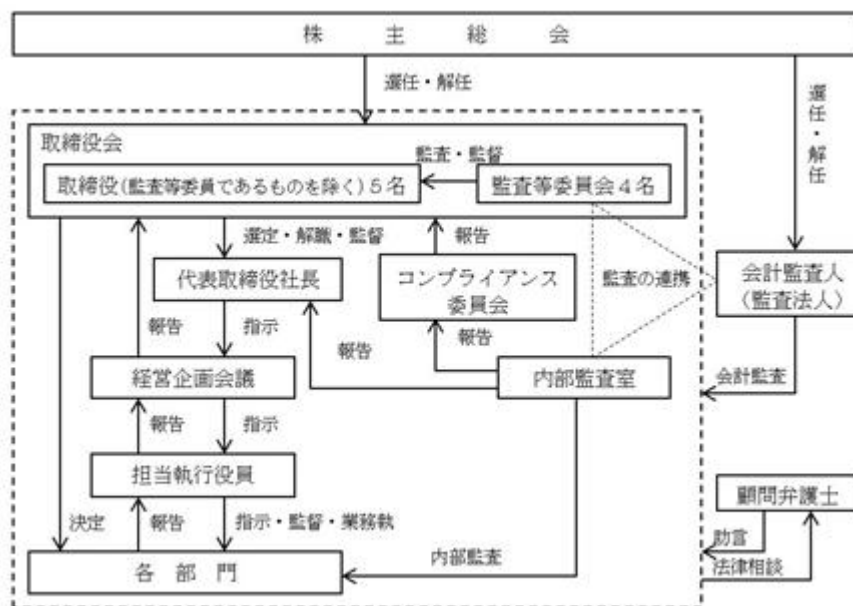 株主総会
選任・解任
選任・解任
取締役会
監査・監督
取締役(監査等委員であるものを除く)5名
監査等委員会4名
選定・解職・監督
報告
代表取締役社長
コンプライアンス
委員会
監査の連携
会計監査人
(監査法人)
報告
指示
報告
報告
経営企画会議
内部監査室
会計監査
報告
指示
担当執行役員
顧問弁護士
決定
報告
指示・監督・業務執
助言
内部監査
法律相談
各部門